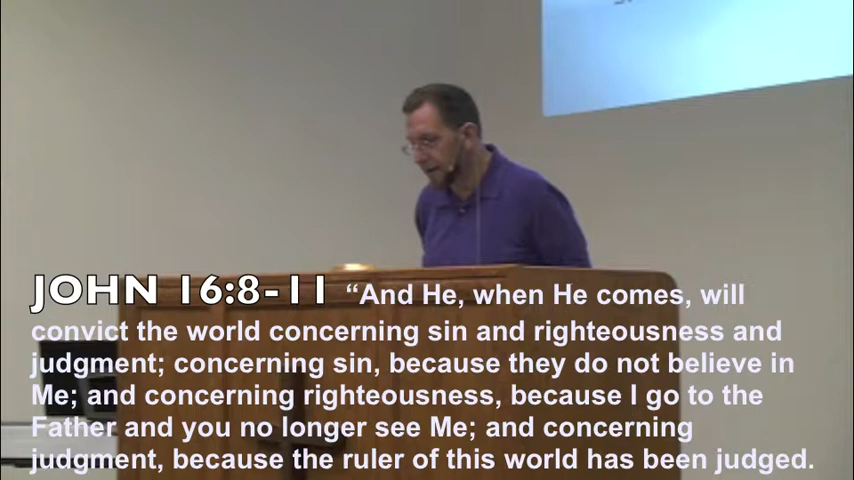 JOHN 16:8-11 “And He, when He comes, will
convict the world concerning sin and righteousness and
judgment; concerning sin, because they do not believe in
Me; and concerning righteousness, because I go to the
Father and you no longer see Me; and concerning
judgment, because the ruler of this world has been judged.